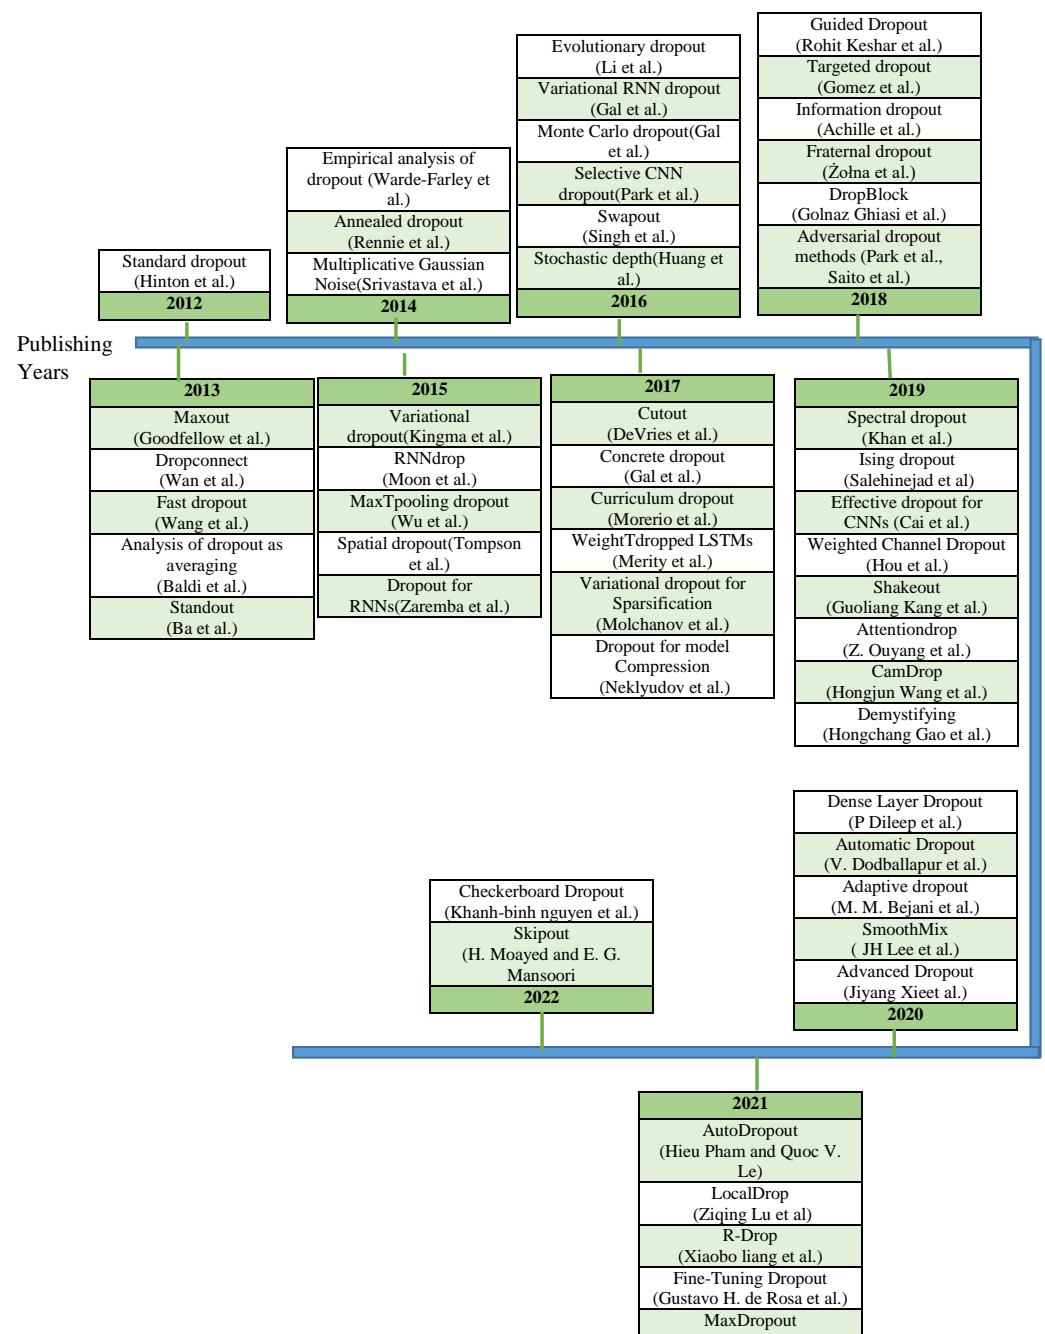 Publishing
Years
Standard dropout
(Hinton et al.)
2012
Maxout
(Goodfellow et al.)
Dropconnect
(Wan et al.)
Fast dropout
(Wang et al.)
Analysis of dropout as
averaging
(Baldi et al.)
Standout
(Ba et al.)
2013
Empirical analysis of
dropout (Warde-Farley et
al.)
Annealed dropout
(Rennie et al.)
Multiplicative Gaussian
Noise(Srivastava et al.)
2014
2015
Variational
dropout(Kingma et al.)
RNNdrop
(Moon et al.)
MaxTpooling dropout
(Wu et al.)
Spatial dropout(Tompson
et al.)
Dropout for
RNNs(Zaremba et al.)
Evolutionary dropout
(Li et al.)
Variational RNN dropout
(Gal et al.)
Monte Carlo dropout(Gal
et al.)
Selective CNN
dropout(Park et al.)
Swapout
(Singh et al.)
Stochastic depth(Huang et
al.)
2016
2017
Cutout
(DeVries et al.)
Concrete dropout
(Gal et al.)
Curriculum dropout
(Morerio et al.)
WeightTdropped LSTMs
(Merity et al.)
Variational dropout for
Sparsification
(Molchanov et al.)
Dropout for model
Compression
(Neklyudov et al.)
Guided Dropout
(Rohit Keshar et al.)
Targeted dropout
(Gomez et al.)
Information dropout
(Achille et al.)
Fraternal dropout
(Żołna et al.)
DropBlock
(Golnaz Ghiasi et al.)
Adversarial dropout
methods (Park et al.,
Saito et al.)
2018
2019
Spectral dropout
(Khan et al.)
Ising dropout
(Salehinejad et al)
Effective dropout for
CNNs (Cai et al.)
Weighted Channel Dropout
(Hou et al.)
Shakeout
(Guoliang Kang et al.)
Attentiondrop
(Z. Ouyang et al.)
CamDrop
(Hongjun Wang et al.)
Demystifying
(Hongchang Gao et al.)
Dense Layer Dropout
(P Dileep et al.)
Automatic Dropout
(V. Dodballapur et al.)
Adaptive dropout
(M. M. Bejani et al.)
SmoothMix
( JH Lee et al.)
Advanced Dropout
(Jiyang Xieet al.)
2020
2021
AutoDropout
(Hieu Pham and Quoc V.
Le)
LocalDrop
(Ziqing Lu et al)
R-Drop
(Xiaobo liang et al.)
Fine-Tuning Dropout
(Gustavo H. de Rosa et al.)
MaxDropout
Checkerboard Dropout
(Khanh-binh nguyen et al.)
Skipout
(H. Moayed and E. G.
Mansoori
2022